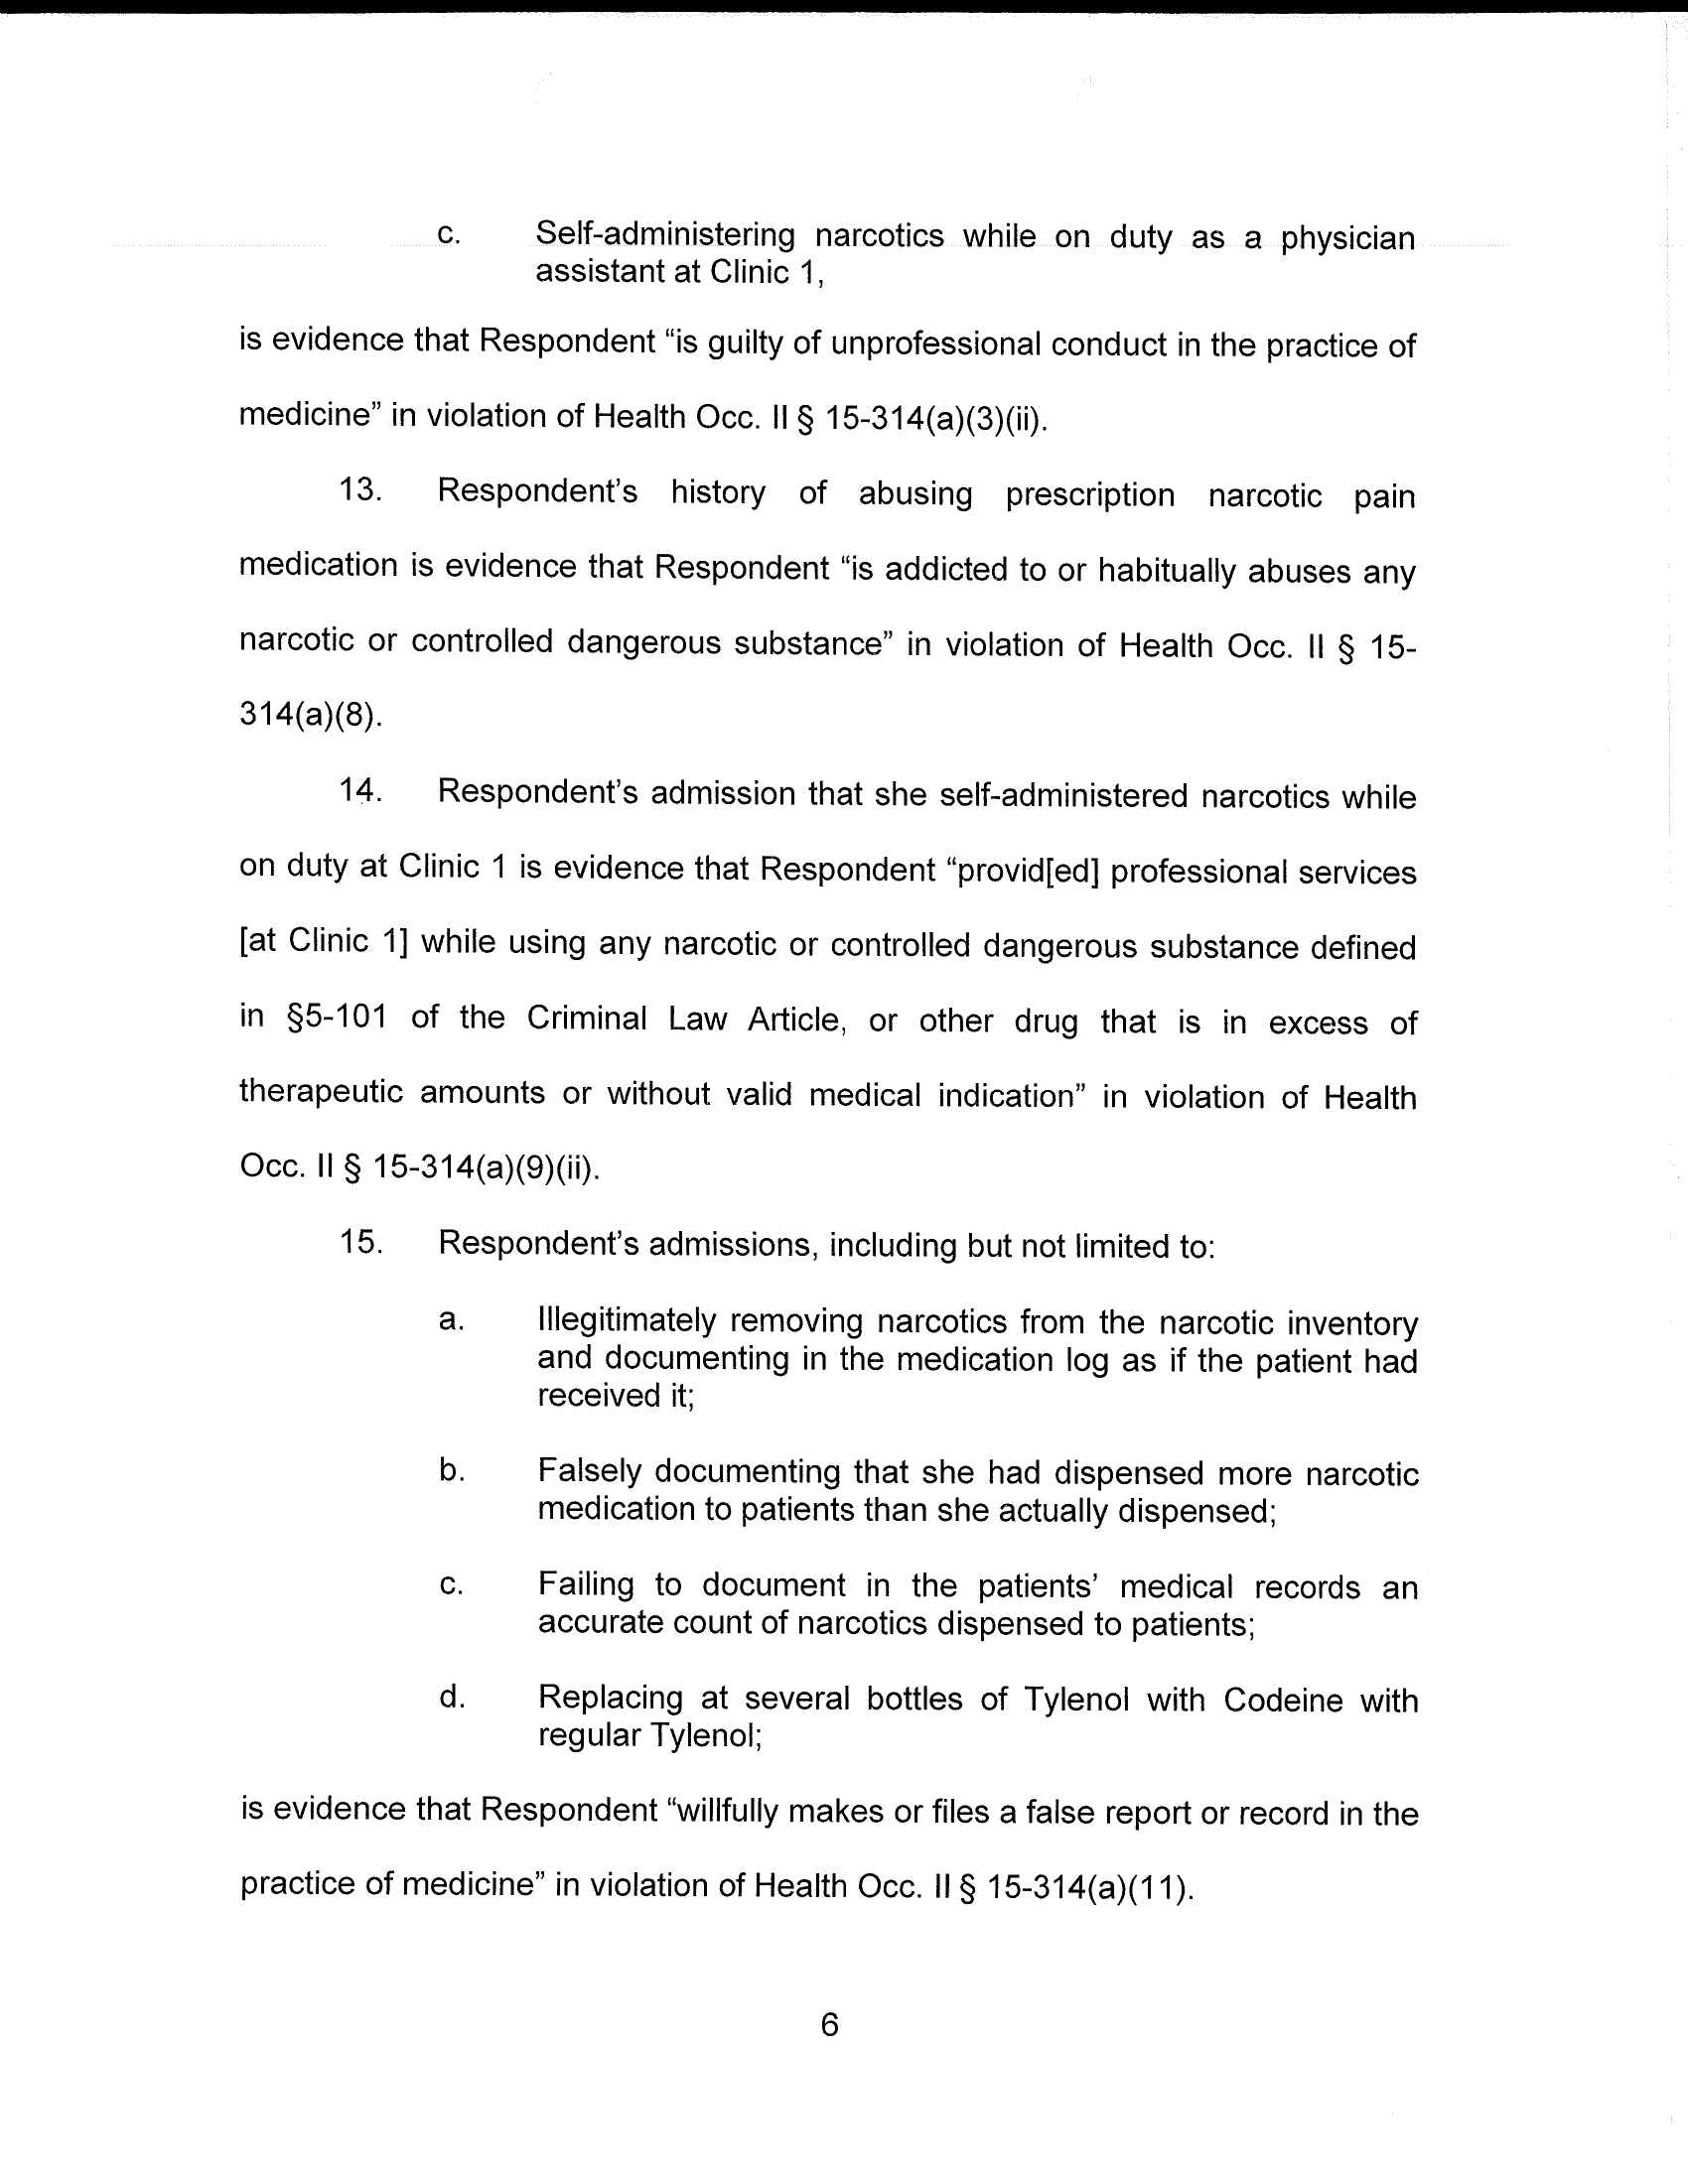 c. Self-administering narcotics while on duty as a physician
assistant at Clinic 1,
is evidence that Respondent “is guilty of unprofessional conduct in the practice of
medicine” in violation of Health Occ. II § 15-314(a)(3)(ii).
13. Respondent’s history of abusing prescription narcotic pain
medication is evidence that Respondent “is addicted to or habitually abuses any
narcotic or controlled dangerous substance” in violation of Health Occ. II § 15-
314(a)(8).
14. Respondent’s admission that she self-administered narcotics while
on duty at Clinic 1 is evidence that Respondent “provid[ed] professional services
[at Clinic 1] while using any narcotic or controlled dangerous substance defined
in §5-101 of the Criminal Law Article, or other drug that is in excess of
therapeutic amounts or without valid medical indication” in violation of Health
Occ. II § 15-314(a)(9)(ii).
15. Respondent’s admissions, including but not limited to:
a. Illegitimately removing narcotics from the narcotic inventory
and documenting in the medication log as if the patient had
received it;
b. Falsely documenting that she had dispensed more narcotic
medication to patients than she actually dispensed;
c. Failing to document in the patients’ medical records an
accurate count of narcotics dispensed to patients;
d. Replacing at several bottles of Tylenol with Codeine with
regular Tylenol;
is evidence that Respondent “willfully makes or files a false report or record in the
practice of medicine” in violation of Health Occ. II § 15-314(a)(11).
6